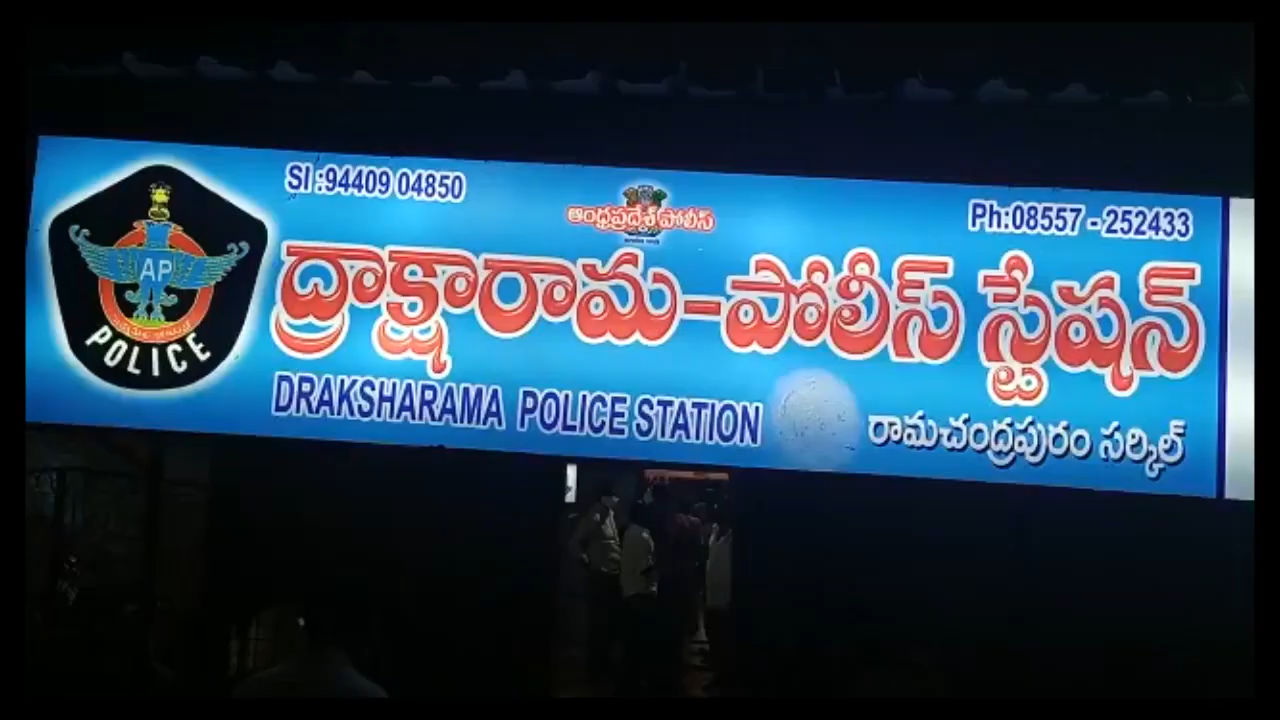 SI :94409 04850
ఆంధ్రప్రదేశ్ పోలీస్
Ph:08557 - 252433
AP
POLICE
ద్రాక్షారామ-పోలీస్ స్టేషన్
DRAKSHARAMA POLICE STATION
రామచంద్రపురం సర్కిల్